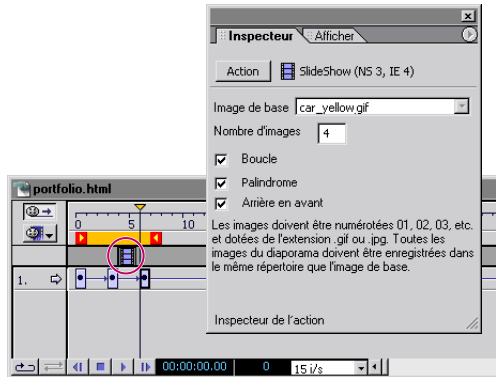 Inspecteur Afficher
Action SlideShow (NS 3, IE 4)
Image de base car_yellow.gif
Nombre d'images 4
Boucle
Palindrome
Arrière en avant
Les images doivent être numérotées 01, 02, 03, etc.
et dotées de l'extension .gif ou .jpg. Toutes les
images du diaporama doivent être enregistrées dans
le même répertoire que l'image de base.
Inspecteur de l'action
portfolio.html
0 5 10
1.
00:00:00.00 0 15 i/s